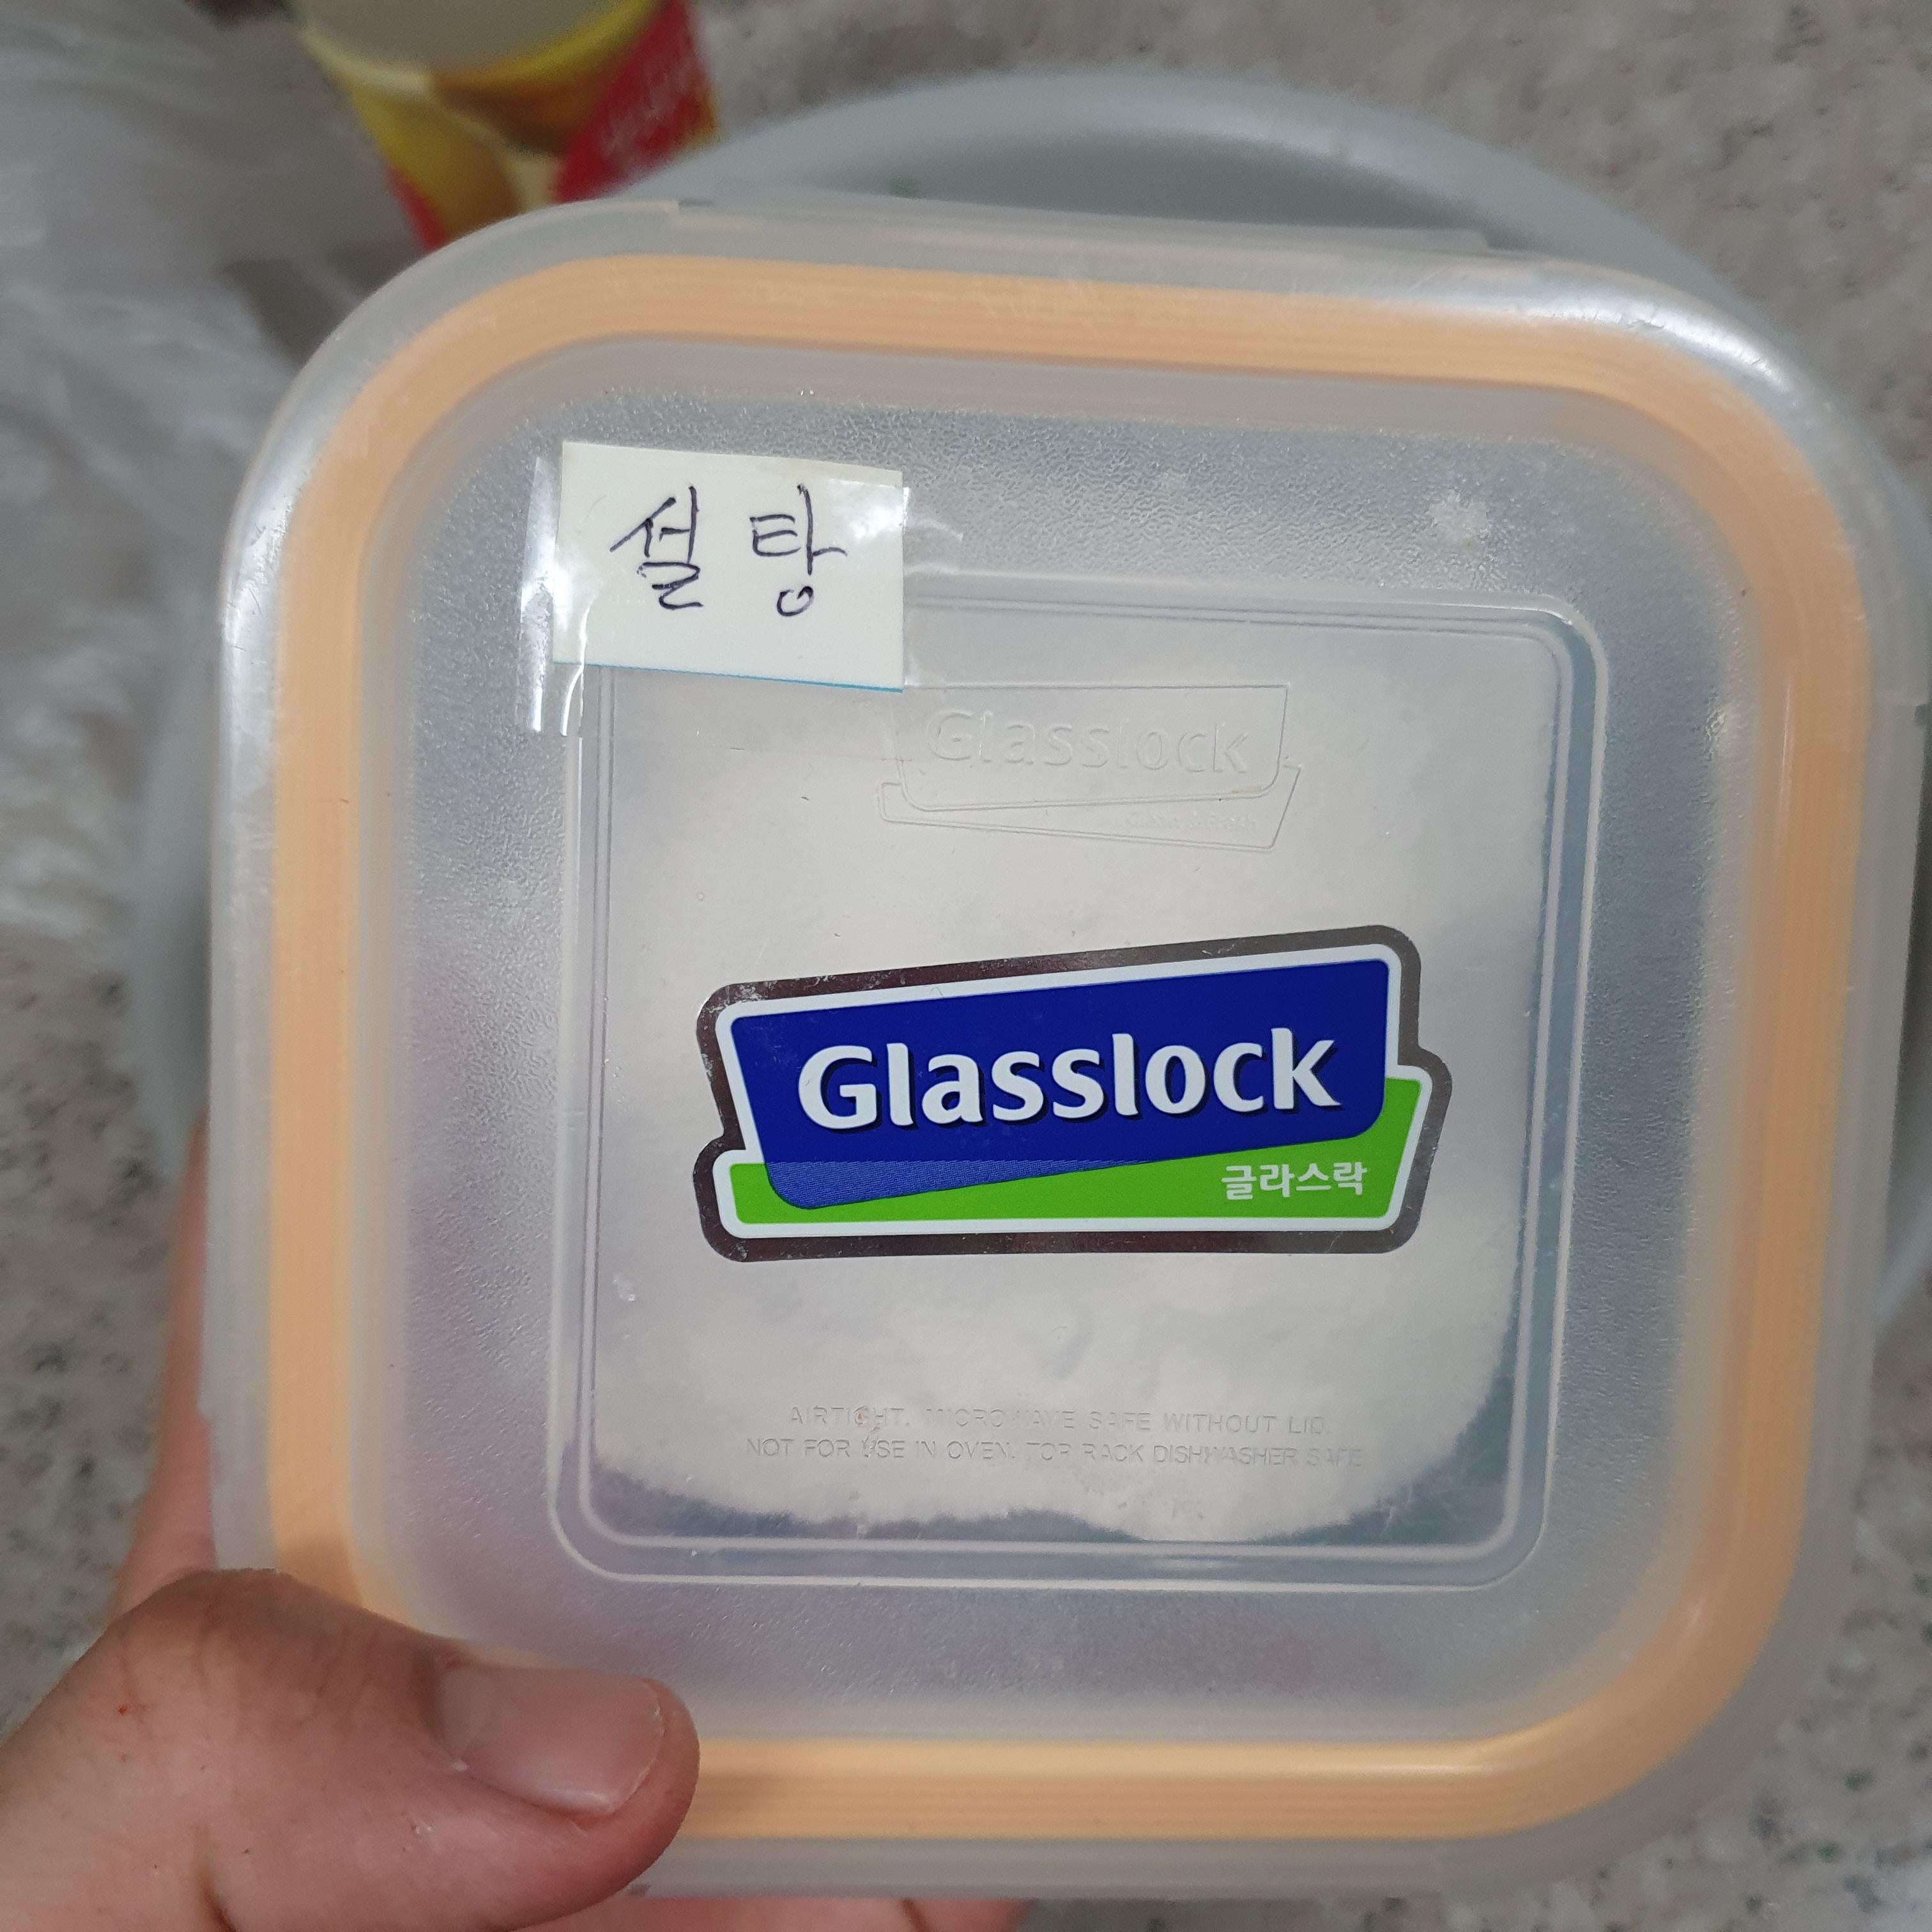 설탕
Glasslock
Glasslock
글라스락
AIRTIGHT. MICROWAVE SAFE WITHOUT LID.
NOT FOR USE IN OVEN. TOP RACK DISHWASHER SAFE